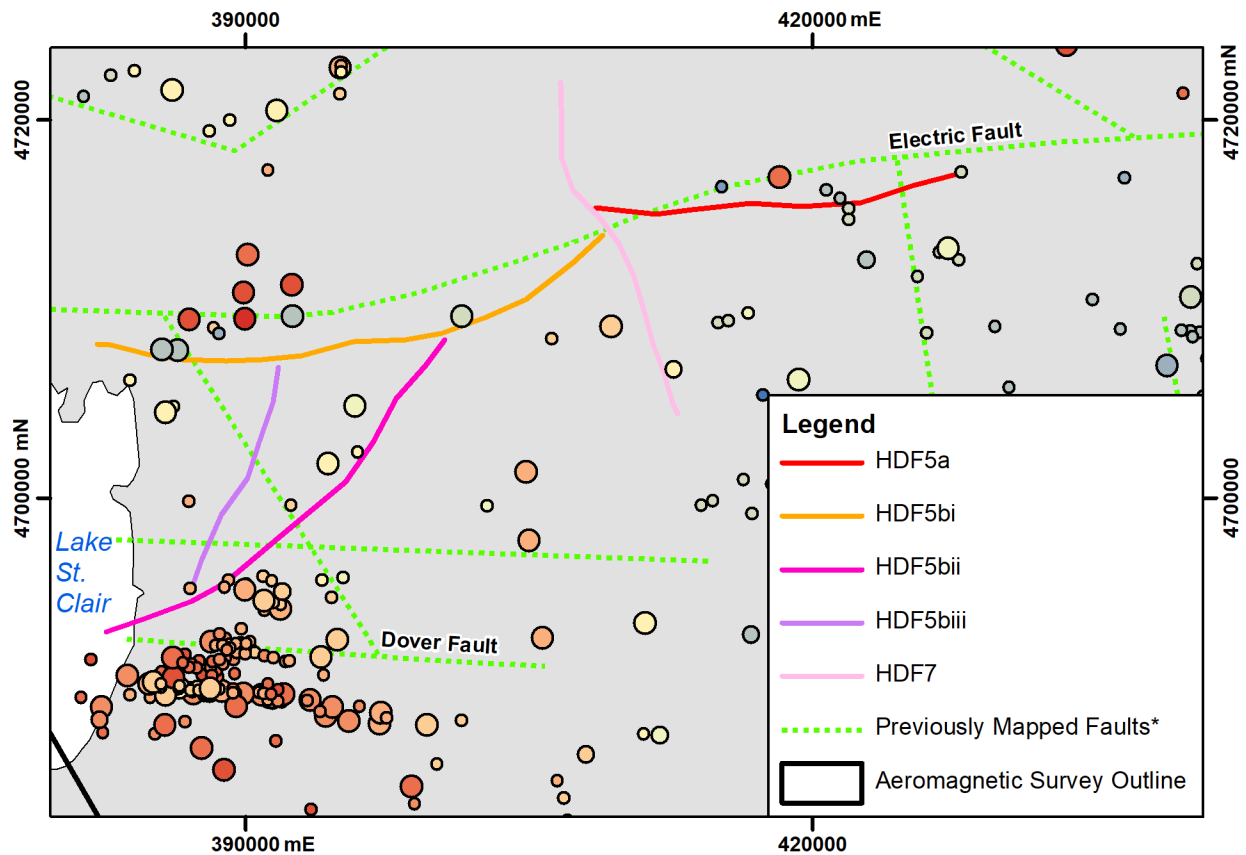 390000
420000 mE
4720000
4720000 mN
Electric Fault
4700000 mN
4700000
Lake
St.
Clair
Dover Fault
Legend
HDF5a
HDF5bi
HDF5bii
HDF5biii
HDF7
Previously Mapped Faults*
Aeromagnetic Survey Outline
390000 mE
420000